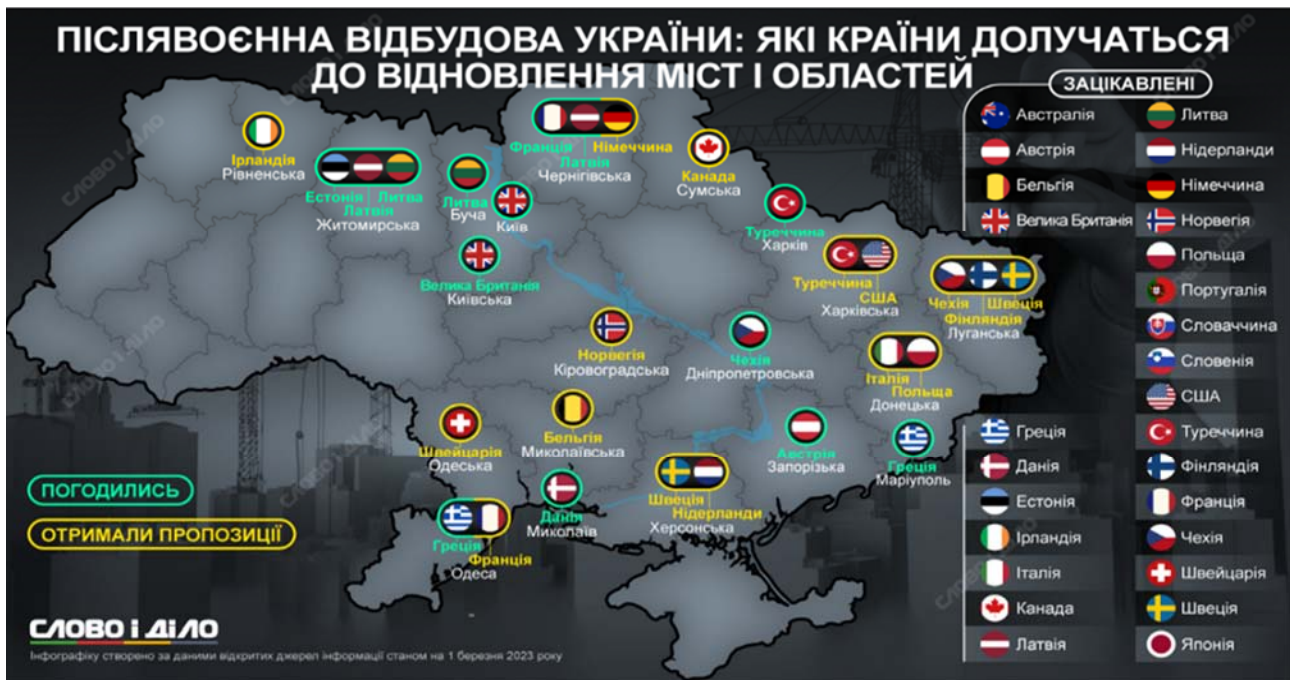 ПІСЛЯВОЄННА ВІДБУДОВА УКРАЇНИ: ЯКІ КРАЇНИ ДОЛУЧАТЬСЯ
ДО ВІДНОВЛЕННЯ МІСТ І ОБЛАСТЕЙ
ЗАЦІКАВЛЕНІ
Австралія
Литва
Австрія
Нідерланди
Бельгія
Німеччина
Велика Британія
Норвегія
Польща
Португалія
Словаччина
Словенія
США
Греція
Туреччина
Данія
Фінляндія
Естонія
Франція
Ірландія
Чехія
Італія
Швейцарія
Канада
Швеція
Латвія
Японія
Ірландія
Рівненська
Естонія Литва
Латвія
Житомирська
Литва
Буча
Київ
Франція Німеччина
Латвія
Чернігівська
Канада
Сумська
Туреччина
Харків
Велика Британія
Київська
Туреччина
США
Харківська
Чехія Швеція
Фінляндія
Луганська
Норвегія
Кіровоградська
Чехія
Дніпропетровська
Італія
Польща
Донецька
Швейцарія
Одеська
Бельгія
Миколаївська
Австрія
Запорізька
Греція
Маріуполь
Швеція
Нідерланди
Херсонська
Данія
Миколаїв
Греція
Франція
Одеса
ПОГОДИЛИСЬ
ОТРИМАЛИ ПРОПОЗИЦІЇ
СЛОВО і ДІЛО
Інфографіку створено за даними відкритих джерел інформації станом на 1 березня 2023 року